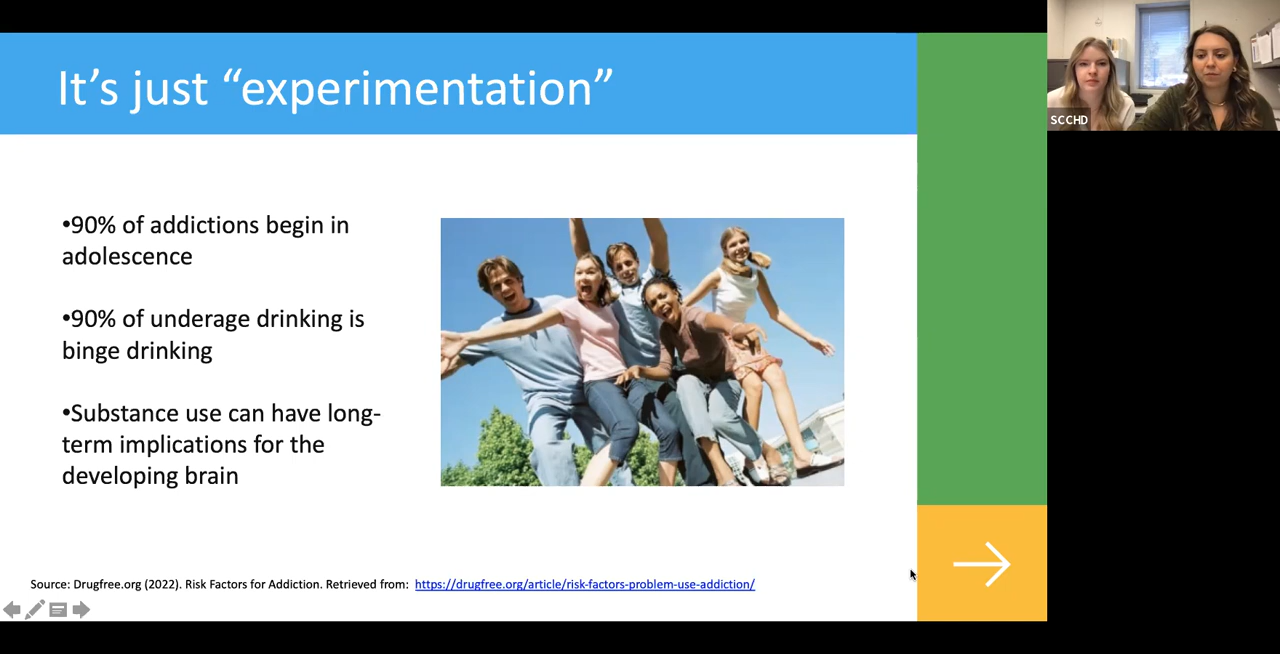 It’s just “experimentation”
•90% of addictions begin in
adolescence
•90% of underage drinking is
binge drinking
•Substance use can have long-
term implications for the
developing brain
Source: Drugfree.org (2022). Risk Factors for Addiction. Retrieved from: https://drugfree.org/article/risk-factors-problem-use-addiction/
SCCHD